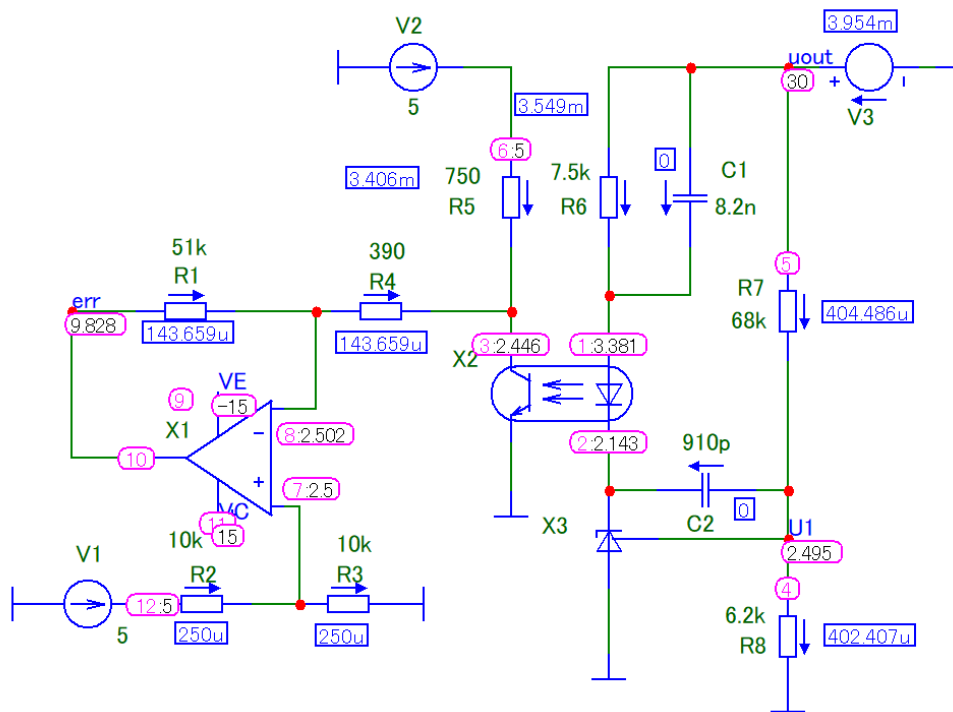 V2
5
3.954m
uout
30
+
-
V3
3.549m
6:5
3.406m
750
R5
7.5k
R6
0
C1
8.2n
51k
R1
390
R4
err
9.828
143.659u
143.659u
5
R7
68k
404.486u
X2
3:2.446
1:3.381
9
VE
-15
X1
8:2.502
-
10
+
7:2.5
2:2.143
910p
C2
0
X3
VC
11
15
U1
2.495
4
10k
R2
10k
R3
V1
5
12:5
250u
250u
6.2k
R8
402.407u